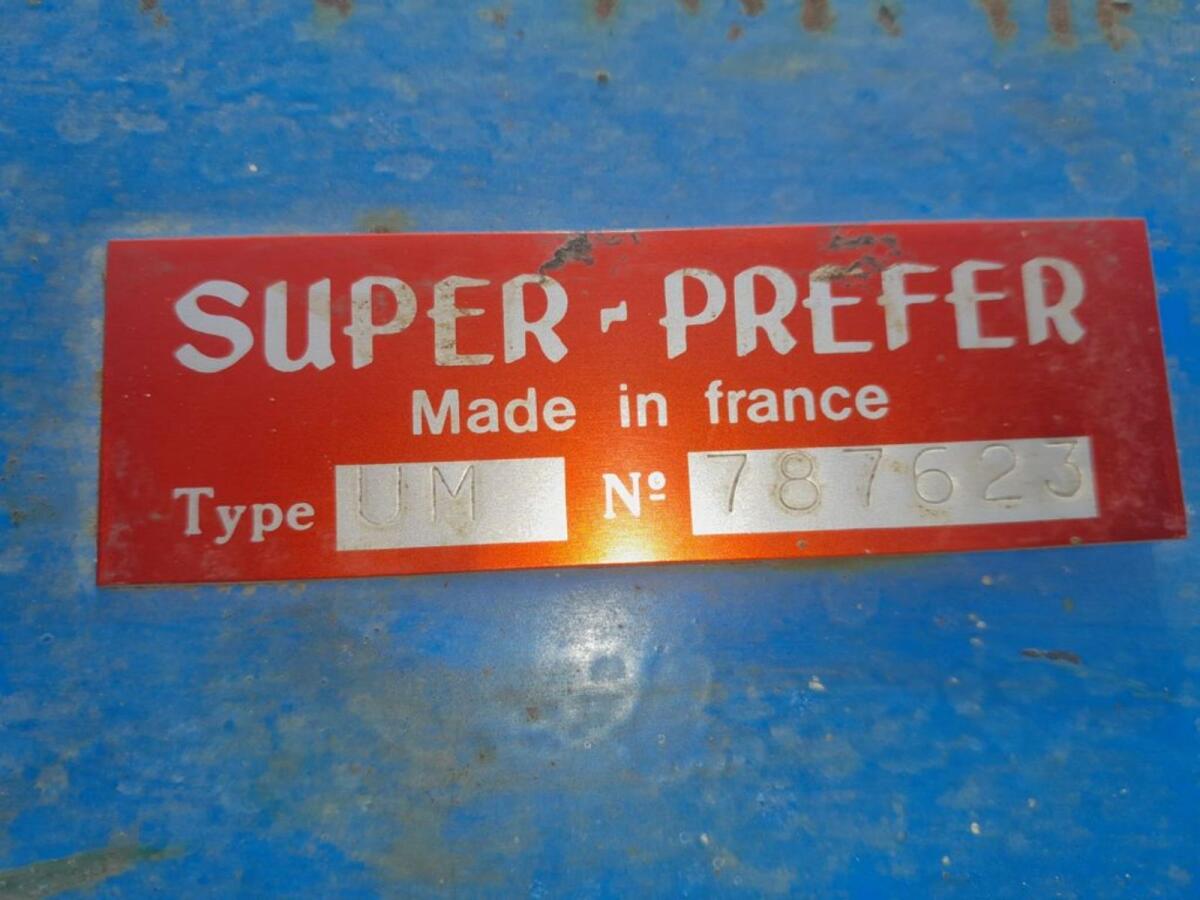 SUPER-PREFER
Made in france
Type UM Nº 787623